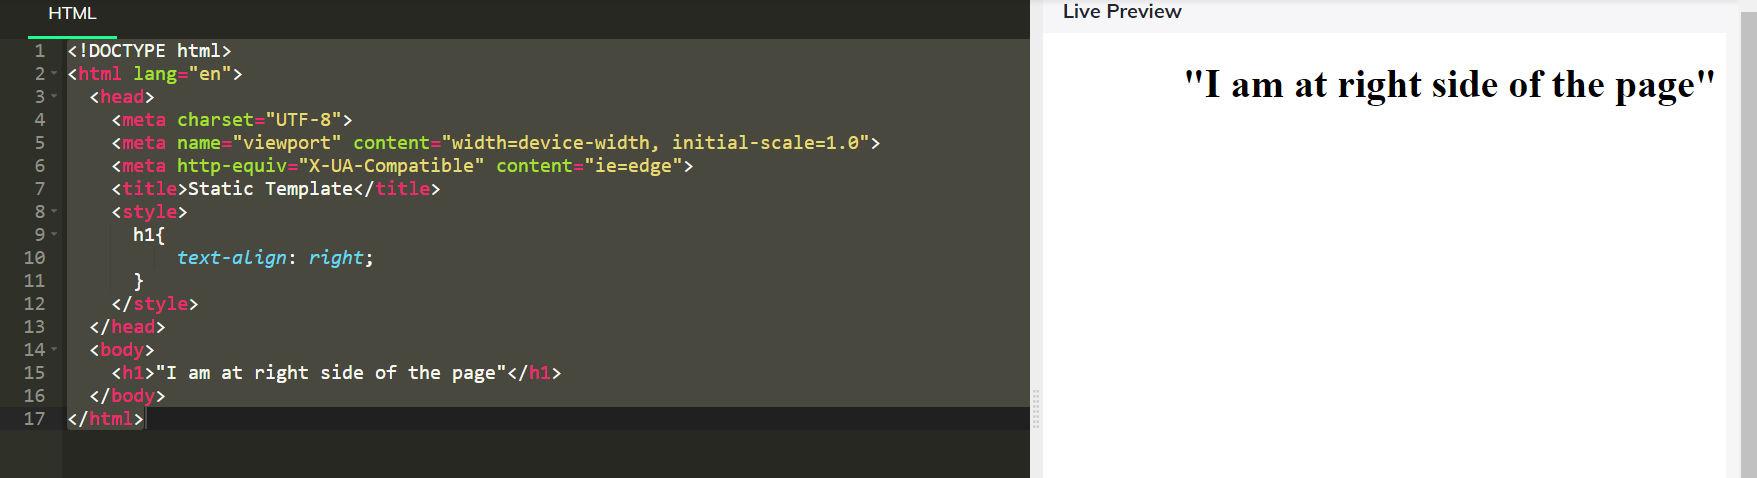 HTML
1 <!DOCTYPE html>
2 <html lang="en">
3 <head>
4 <meta charset="UTF-8">
5 <meta name="viewport" content="width=device-width, initial-scale=1.0">
6 <meta http-equiv="X-UA-Compatible" content="ie=edge">
7 <title>Static Template</title>
8 <style>
9 h1{
10 text-align: right;
11 }
12 </style>
13 </head>
14 <body>
15 <h1>"I am at right side of the page"</h1>
16 </body>
17 </html>
Live Preview
"I am at right side of the page"